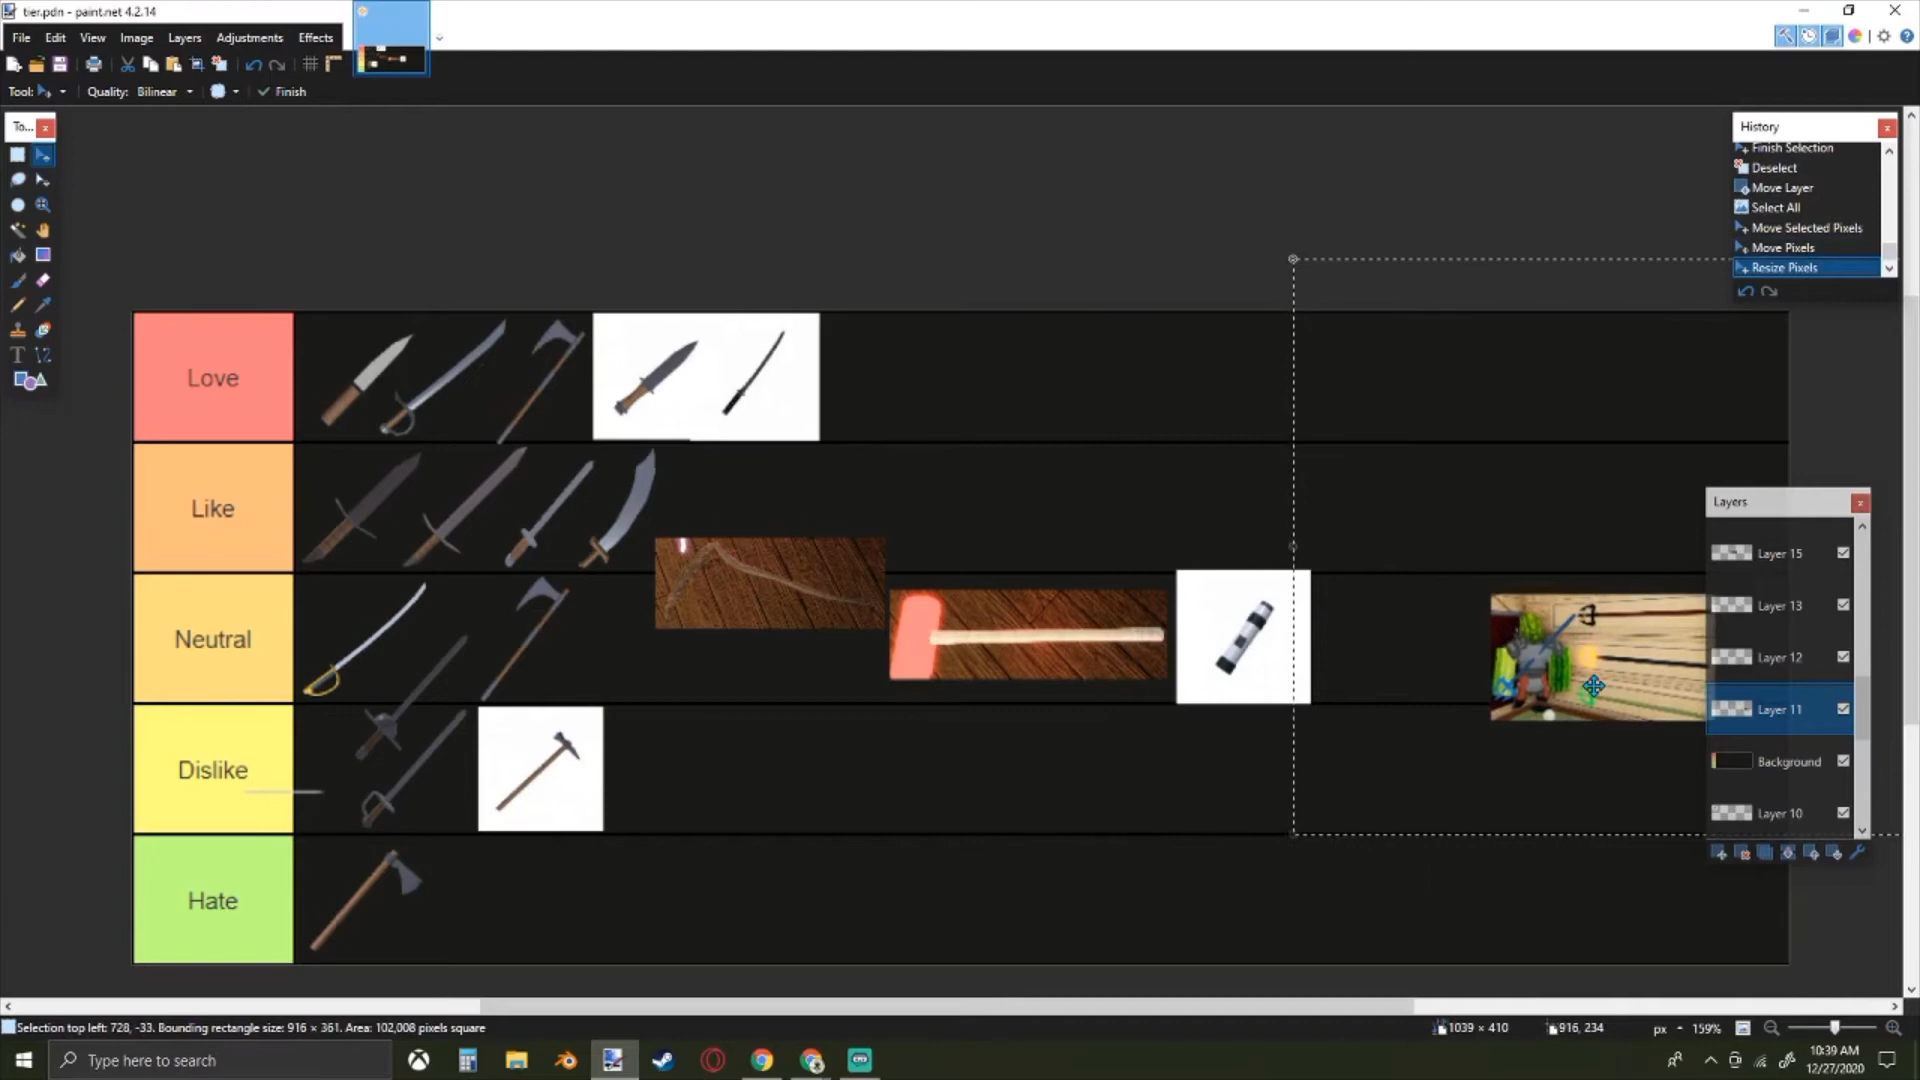 tier.pdn - paint.net 4.2.14
File Edit View Image Layers Adjustments Effects
Tool: Quality: Bilinear Finish
To...
History
Finish Selection
Deselect
Move Layer
Select All
Move Selected Pixels
Move Pixels
Resize Pixels
Love
Like
Neutral
Dislike
Hate
Layers
Layer 15
Layer 13
Layer 12
Layer 11
Background
Layer 10
Selection top left: 728, -33. Bounding rectangle size: 916 × 361. Area: 102,008 pixels square
1039 × 410
916, 234
px
159%
Type here to search
10:39 AM
12/27/2020